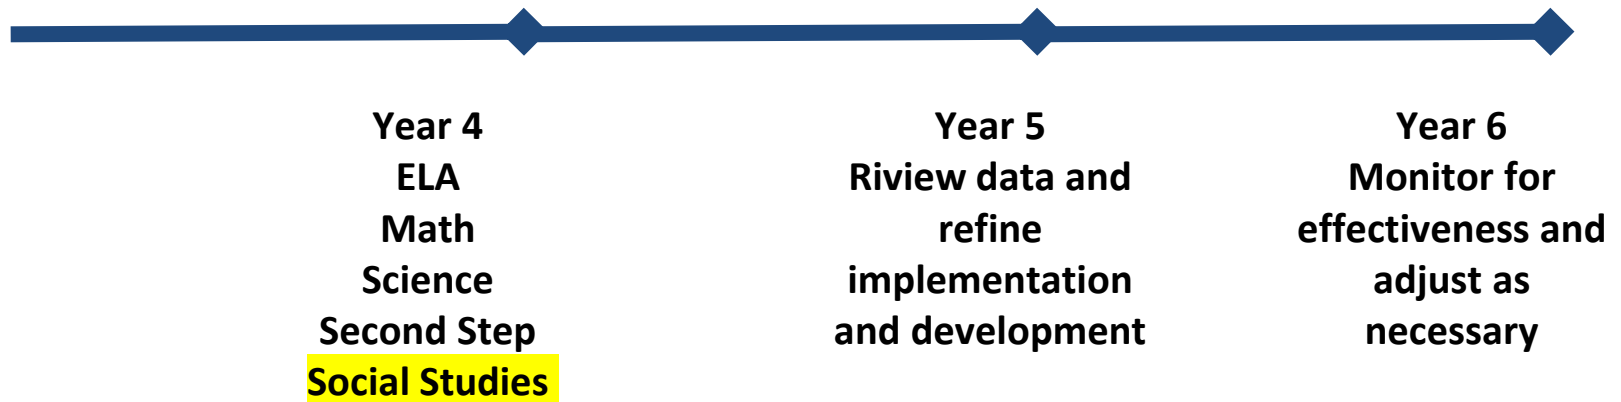 Year 4
ELA
Math
Science
Second Step
Social Studies
Year 5
Riview data and
refine
implementation
and development
Year 6
Monitor for
effectiveness and
adjust as
necessary